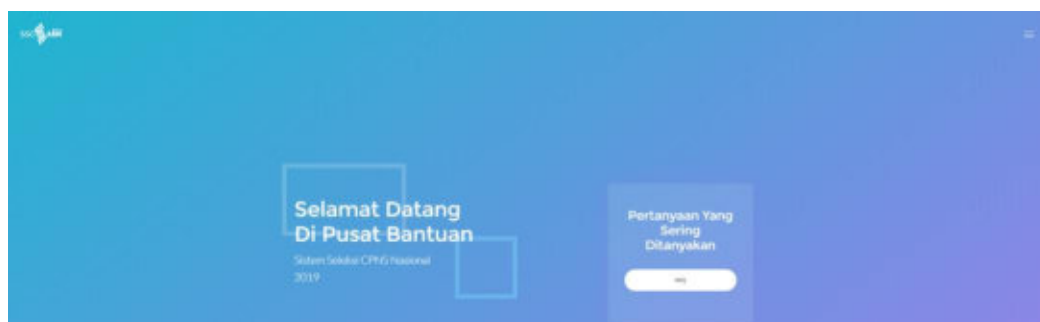 Selamat Datang
Di Pusat Bantuan
Sistem Seleksi CPNS Nasional
2019
Pertanyaan Yang
Sering
Ditanyakan